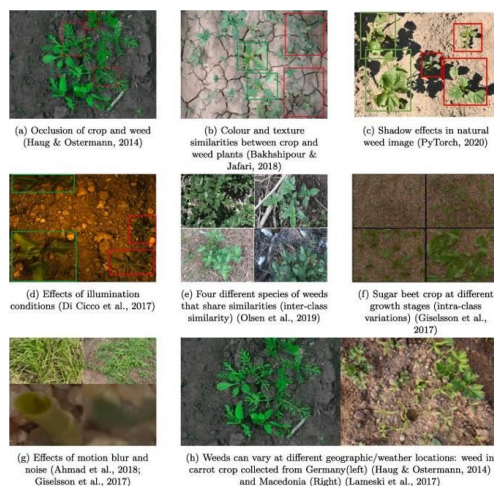 (a) Occlusion of crop and weed
(Haug & Ostermann, 2014)
(b) Colour and texture
similarities between crop and
weed plants (Bakhshipour &
Jafari, 2018)
(c) Shadow effects in natural
weed image (PyTorch, 2020)
(d) Effects of illumination
conditions (Di Cicco et al., 2017)
(e) Four different species of weeds
that share similarities (inter-class
similarity) (Olsen et al., 2019)
(f) Sugar beet crop at different
growth stages (intra-class
variations) (Giselsson et al.,
2017)
(g) Effects of motion blur and
noise (Ahmad et al., 2018;
Giselsson et al., 2017)
(h) Weeds can vary at different geographic/weather locations: weed in
carrot crop collected from Germany(left) (Haug & Ostermann, 2014)
and Macedonia (Right) (Lameski et al., 2017)